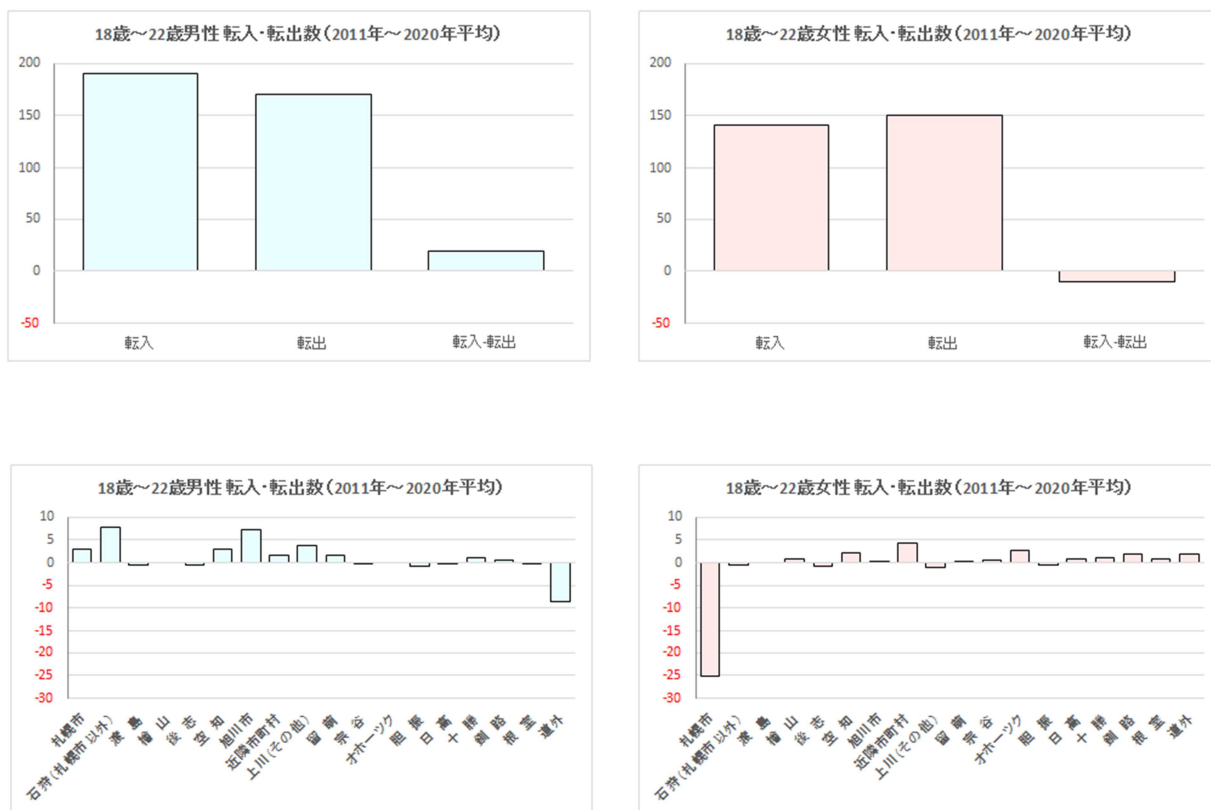 18歳～22歳男性 転入・転出数（2011年～2020年平均）
200
150
100
50
0
-50
転入
転出
転入-転出
18歳～22歳女性 転入・転出数（2011年～2020年平均）
200
150
100
50
0
-50
転入
転出
転入-転出
18歳～22歳男性 転入・転出数（2011年～2020年平均）
10
5
0
-5
-10
-15
-20
-25
-30
札幌市
石狩（札幌市以外）
渡島
檜山
後志
空知
旭川市
近隣市町村
上川（その他）
留萌
宗谷
オホーツク
胆振
日高
十勝
釧路
根室
道外
18歳～22歳女性 転入・転出数（2011年～2020年平均）
10
5
0
-5
-10
-15
-20
-25
-30
札幌市
石狩（札幌市以外）
渡島
檜山
後志
空知
旭川市
近隣市町村
上川（その他）
留萌
宗谷
オホーツク
胆振
日高
十勝
釧路
根室
道外